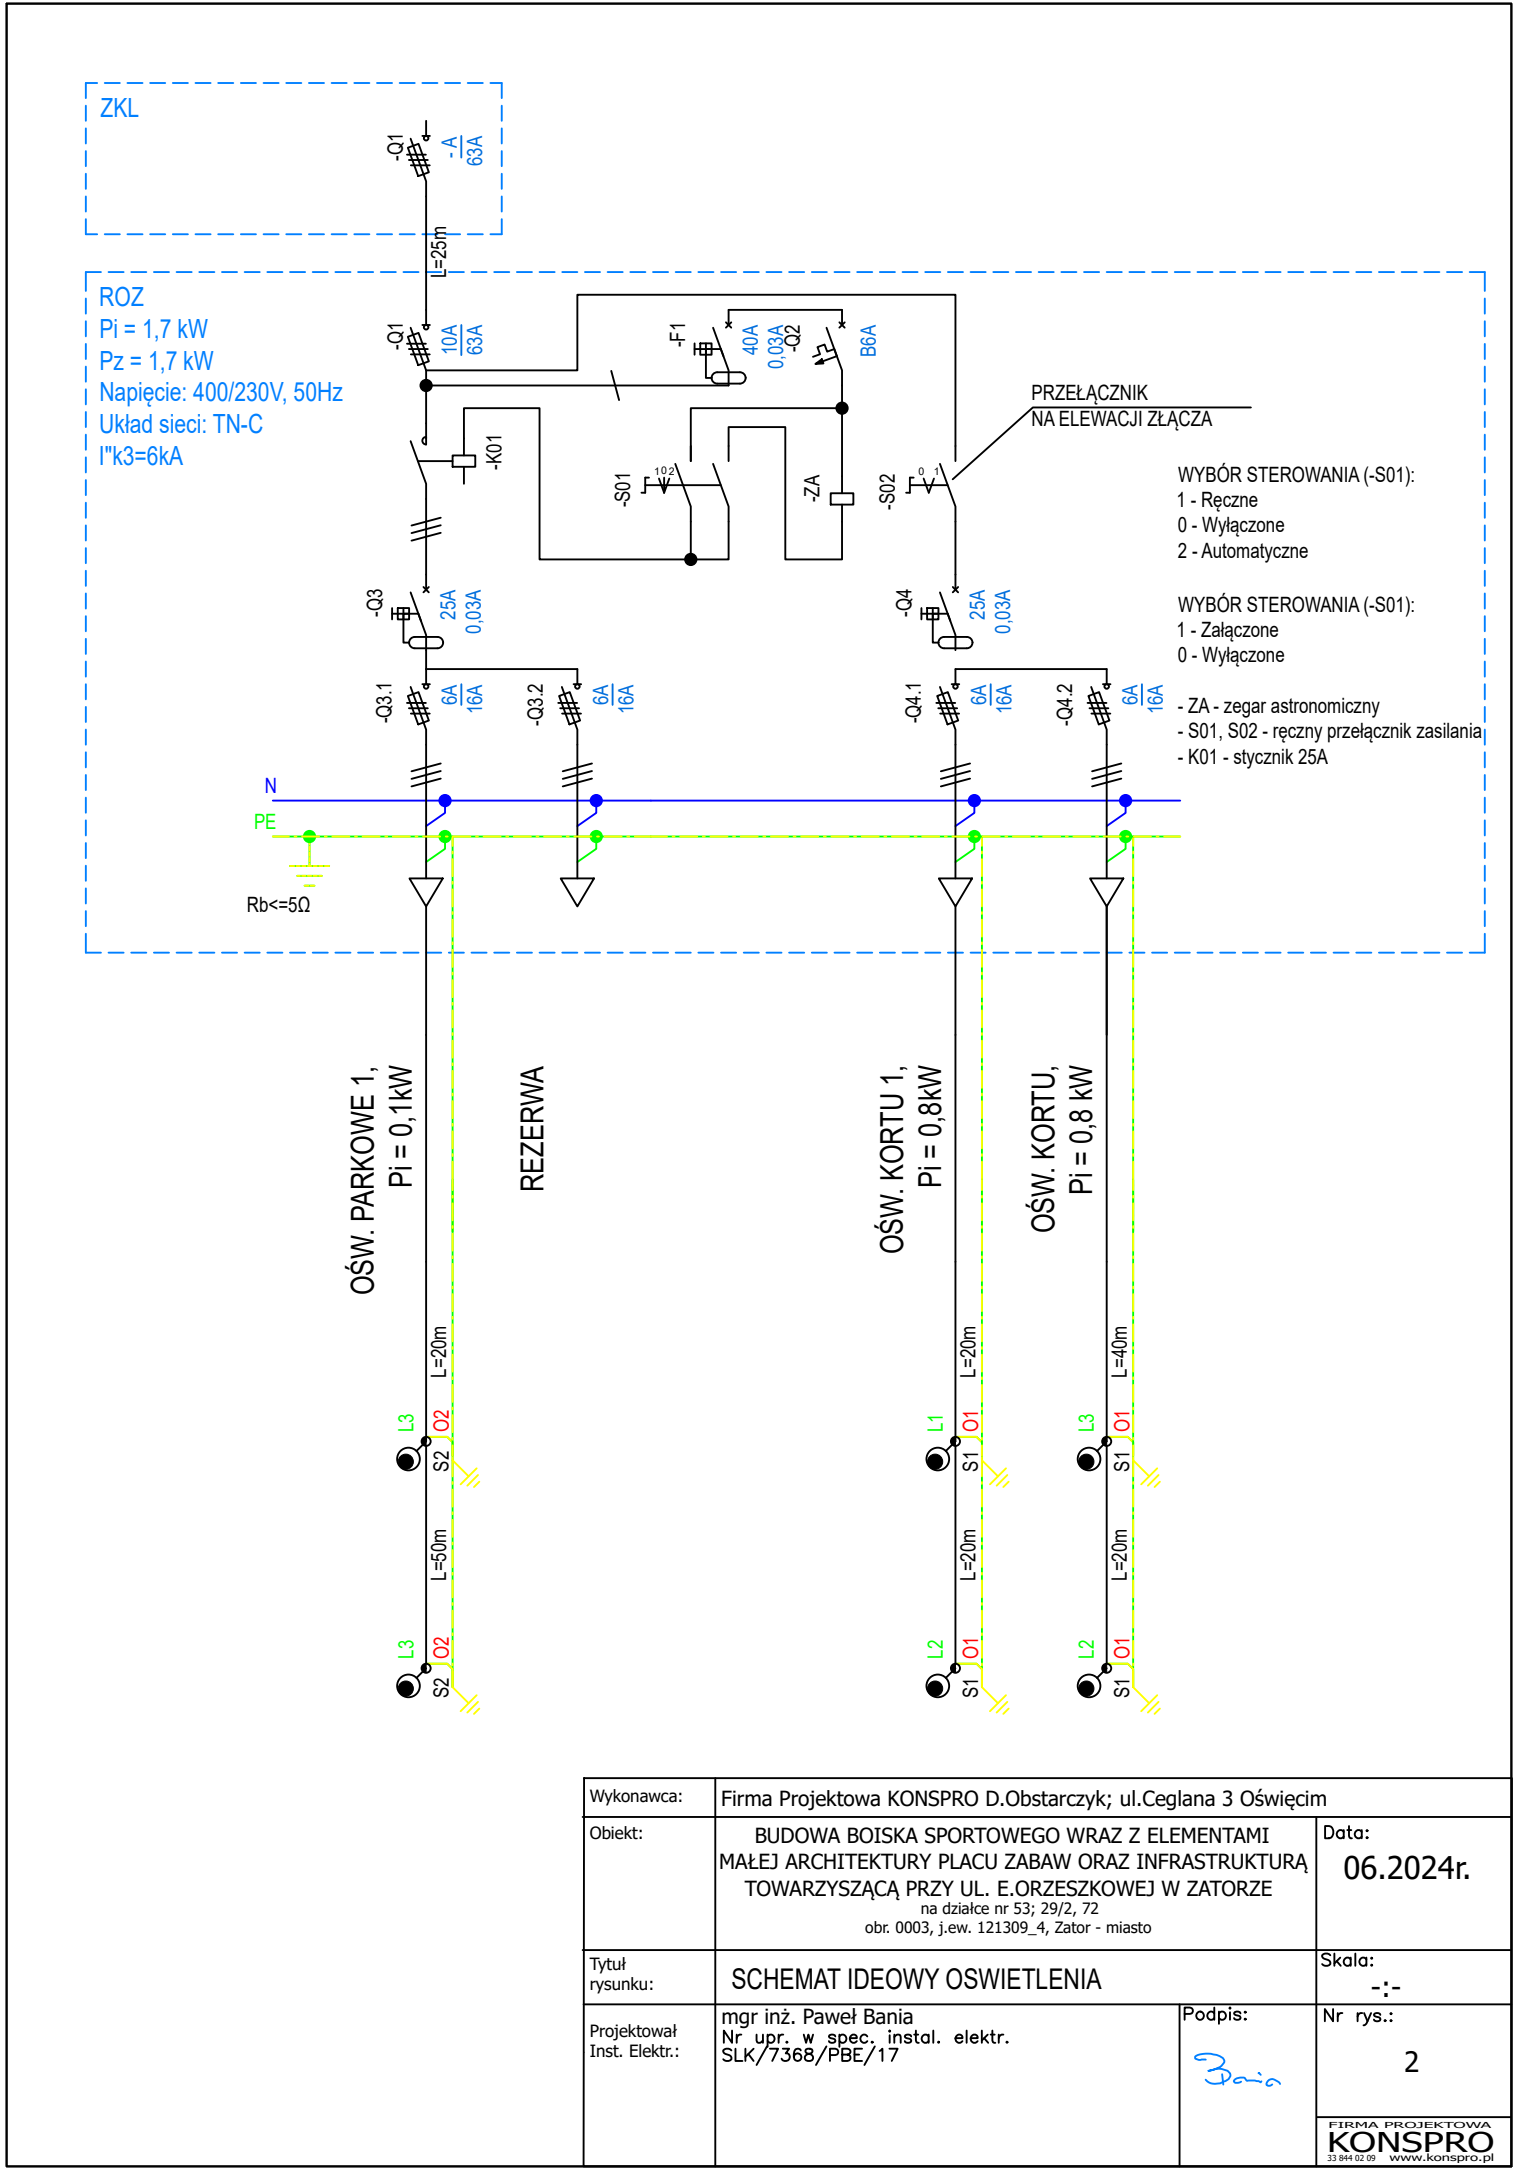 ZKL
-Q1
- A
63A
L=25m
ROZ
Pi = 1,7 kW
Pz = 1,7 kW
Napięcie: 400/230V, 50Hz
Układ sieci: TN-C
I"k3=6kA
-Q1
10A
63A
-F1
40A
0,03A
-Q2
B6A
-K01
-S01
1 0 2
-ZA
-S02
0 1
PRZEŁĄCZNIK
NA ELEWACJI ZŁĄCZA
WYBÓR STEROWANIA (-S01):
1 - Ręczne
0 - Wyłączone
2 - Automatyczne
WYBÓR STEROWANIA (-S01):
1 - Załączone
0 - Wyłączone
- ZA - zegar astronomiczny
- S01, S02 - ręczny przełącznik zasilania
- K01 - stycznik 25A
-Q3
25A
0,03A
-Q4
25A
0,03A
-Q3.1
6A
16A
-Q3.2
6A
16A
-Q4.1
6A
16A
-Q4.2
6A
16A
N
PE
Rb<=5Ω
OŚW. PARKOWE 1,
Pi = 0,1kW
REZERWA
OŚW. KORTU 1,
Pi = 0,8kW
OŚW. KORTU,
Pi = 0,8 kW
L=20m
L=20m
L=40m
L3
O2
S2
L1
O1
S1
L3
O1
S1
L=50m
L=20m
L=20m
L3
O2
S2
L2
O1
S1
L2
O1
S1
Wykonawca:
Firma Projektowa KONSPRO D.Obstarczyk; ul.Ceglana 3 Oświęcim
Obiekt:
BUDOWA BOISKA SPORTOWEGO WRAZ Z ELEMENTAMI
MAŁEJ ARCHITEKTURY PLACU ZABAW ORAZ INFRASTRUKTURĄ
TOWARZYSZĄCĄ PRZY UL. E.ORZESZKOWEJ W ZATORZE
na działce nr 53; 29/2, 72
obr. 0003, j.ew. 121309_4, Zator - miasto
Data:
06.2024r.
Tytuł
rysunku:
SCHEMAT IDEOWY OSWIETLENIA
Skala:
-:-
Projektował
Inst. Elektr.:
mgr inż. Paweł Bania
Nr upr. w spec. instal. elektr.
SLK/7368/PBE/17
Podpis:
Bania
Nr rys.:
2
FIRMA PROJEKTOWA
KONSPRO
33 844 02 09 www.konspro.pl